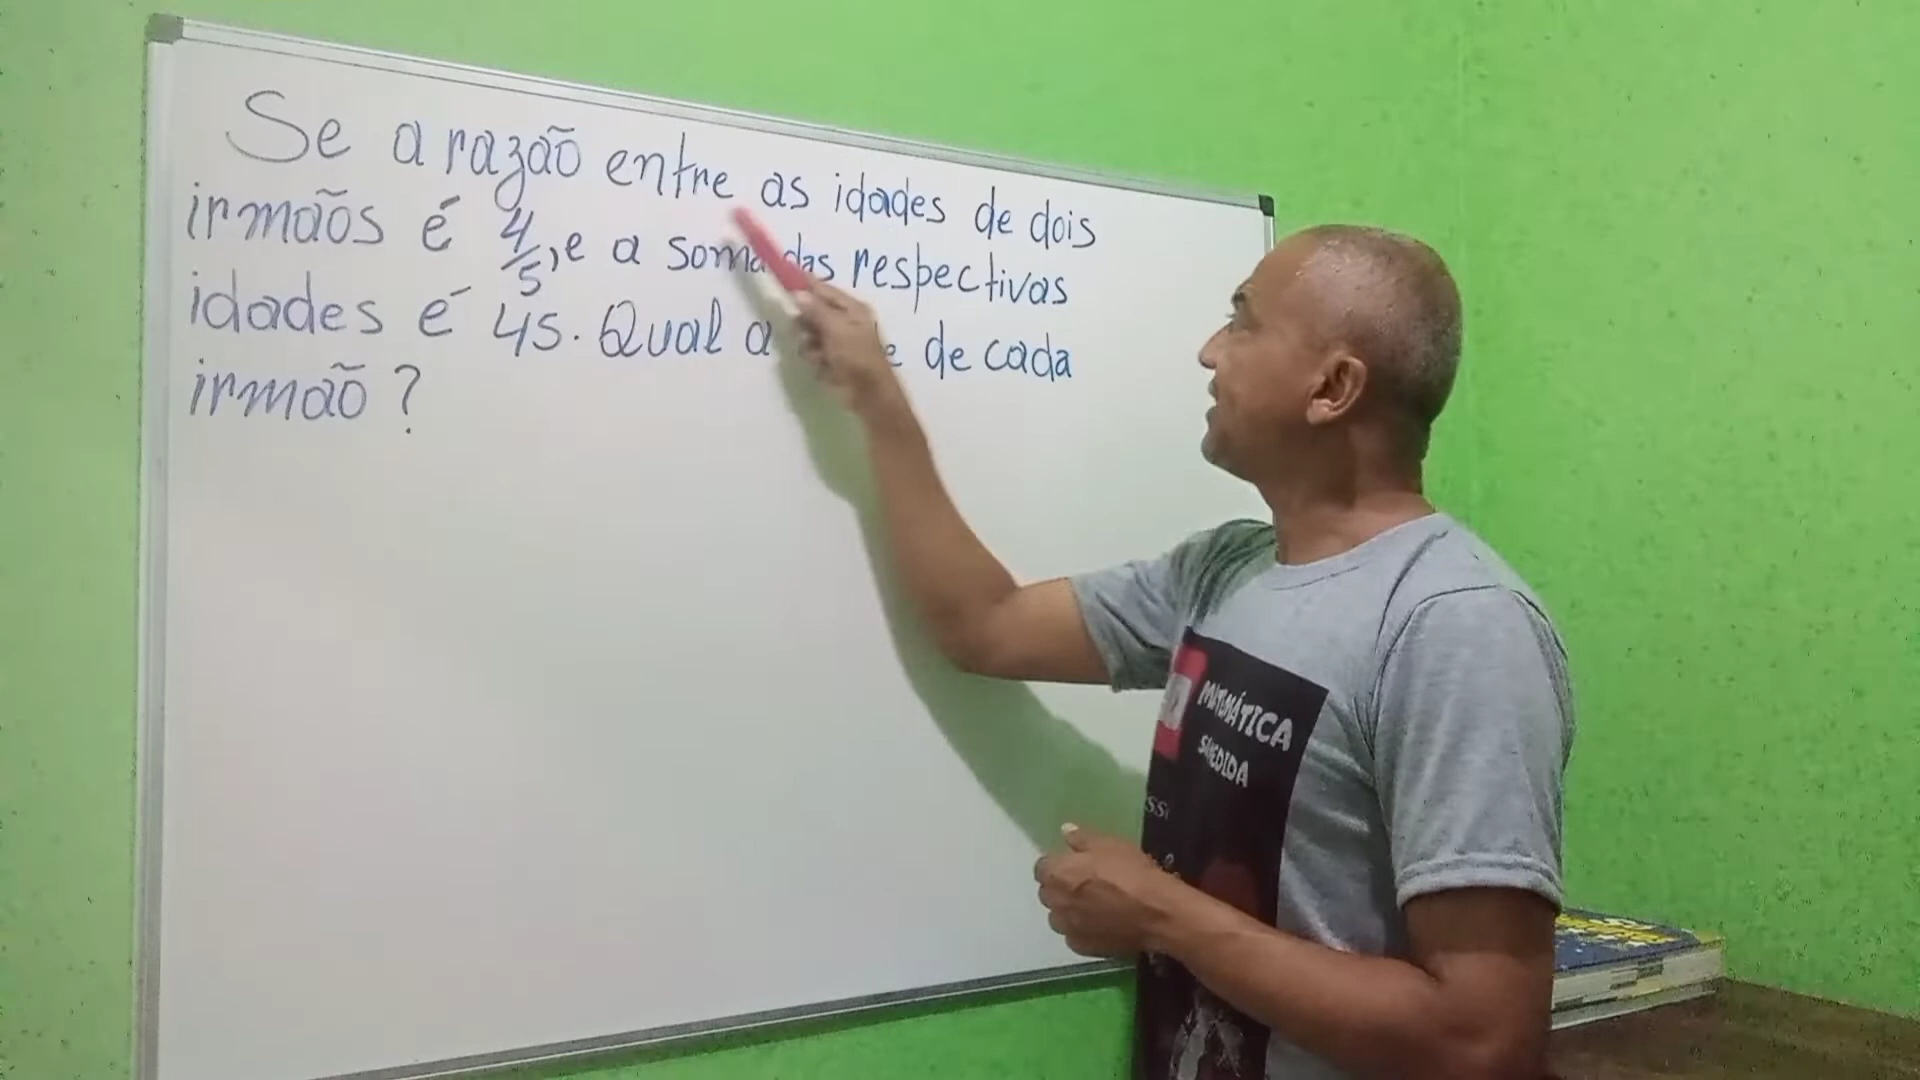 Se a razão entre as idades de dois
irmãos é 4/5, e a soma das respectivas
idades é 45. Qual a de cada
irmão?
MATEMÁTICA